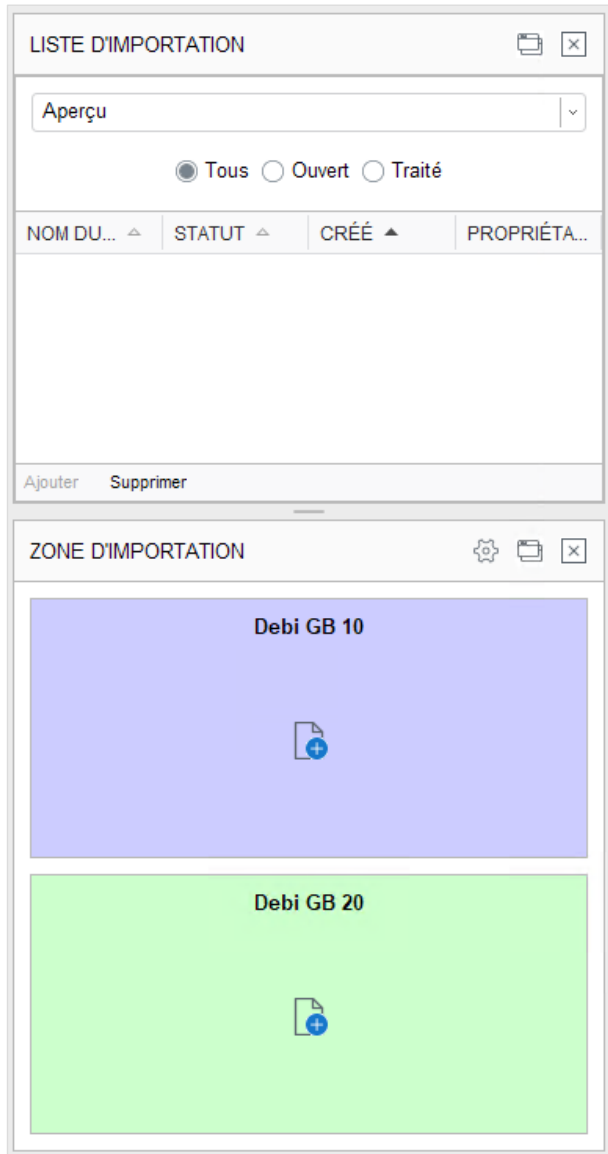 LISTE D'IMPORTATION
Aperçu
Tous Ouvert Traité
NOM DU... STATUT CRÉÉ PROPRIÉTA...
Ajouter Supprimer
ZONE D'IMPORTATION
Debi GB 10
Debi GB 20